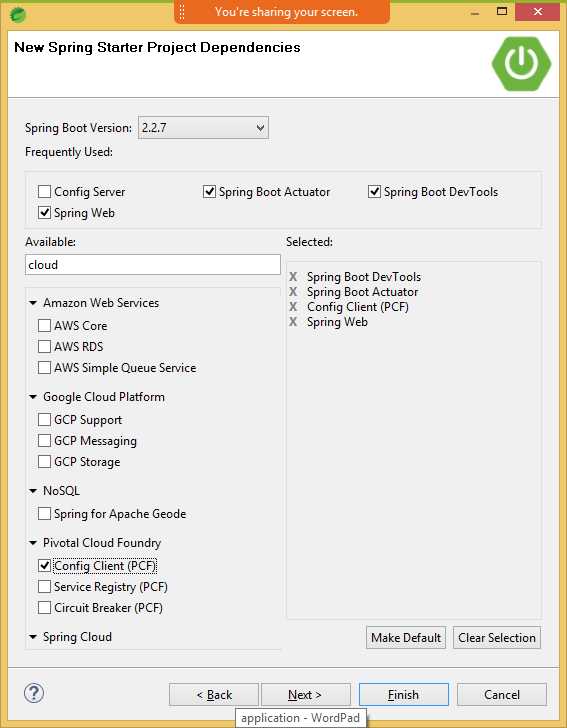 You're sharing your screen.
New Spring Starter Project Dependencies
Spring Boot Version: 2.2.7
Frequently Used:
Config Server Spring Boot Actuator Spring Boot DevTools
Spring Web
Available: Selected:
cloud
Amazon Web Services
AWS Core
AWS RDS
AWS Simple Queue Service
Google Cloud Platform
GCP Support
GCP Messaging
GCP Storage
NoSQL
Spring for Apache Geode
Pivotal Cloud Foundry
Config Client (PCF)
Service Registry (PCF)
Circuit Breaker (PCF)
Spring Cloud
X Spring Boot DevTools
X Spring Boot Actuator
X Config Client (PCF)
X Spring Web
Make Default Clear Selection
? < Back Next > Finish Cancel
application - WordPad